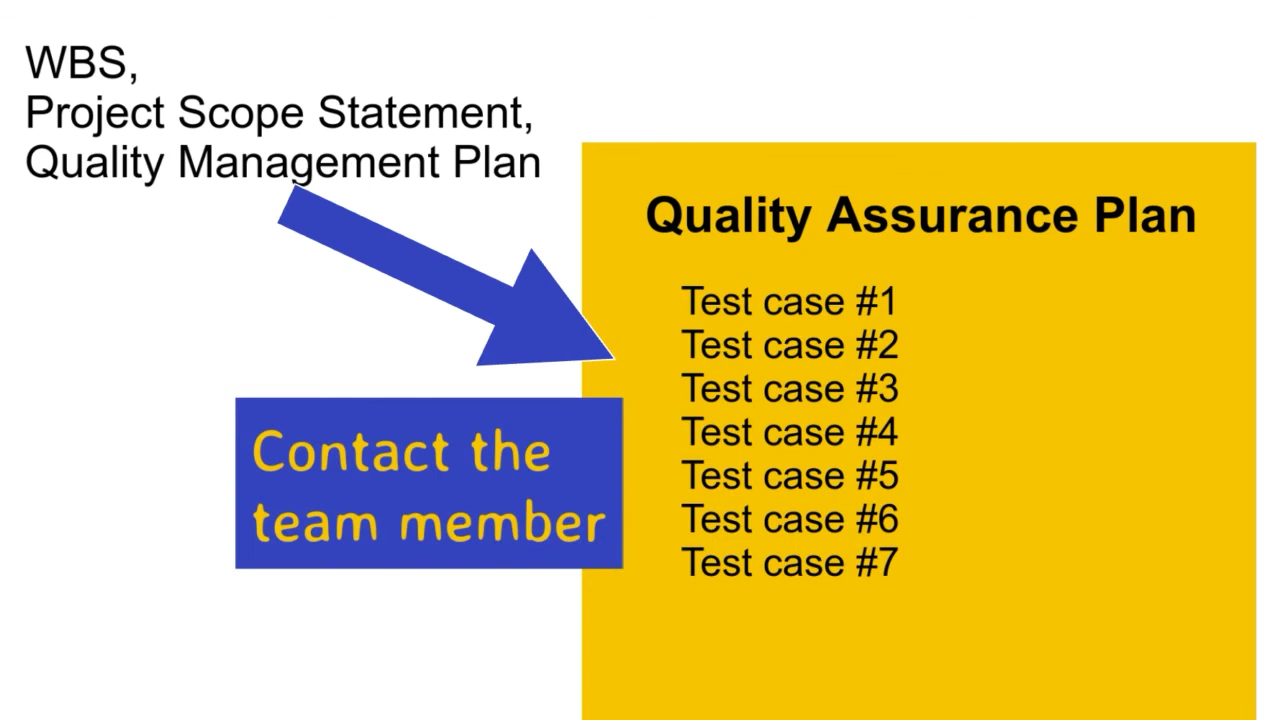 WBS,
Project Scope Statement,
Quality Management Plan
Quality Assurance Plan
Test case #1
Test case #2
Test case #3
Test case #4
Test case #5
Test case #6
Test case #7
Contact the
team member